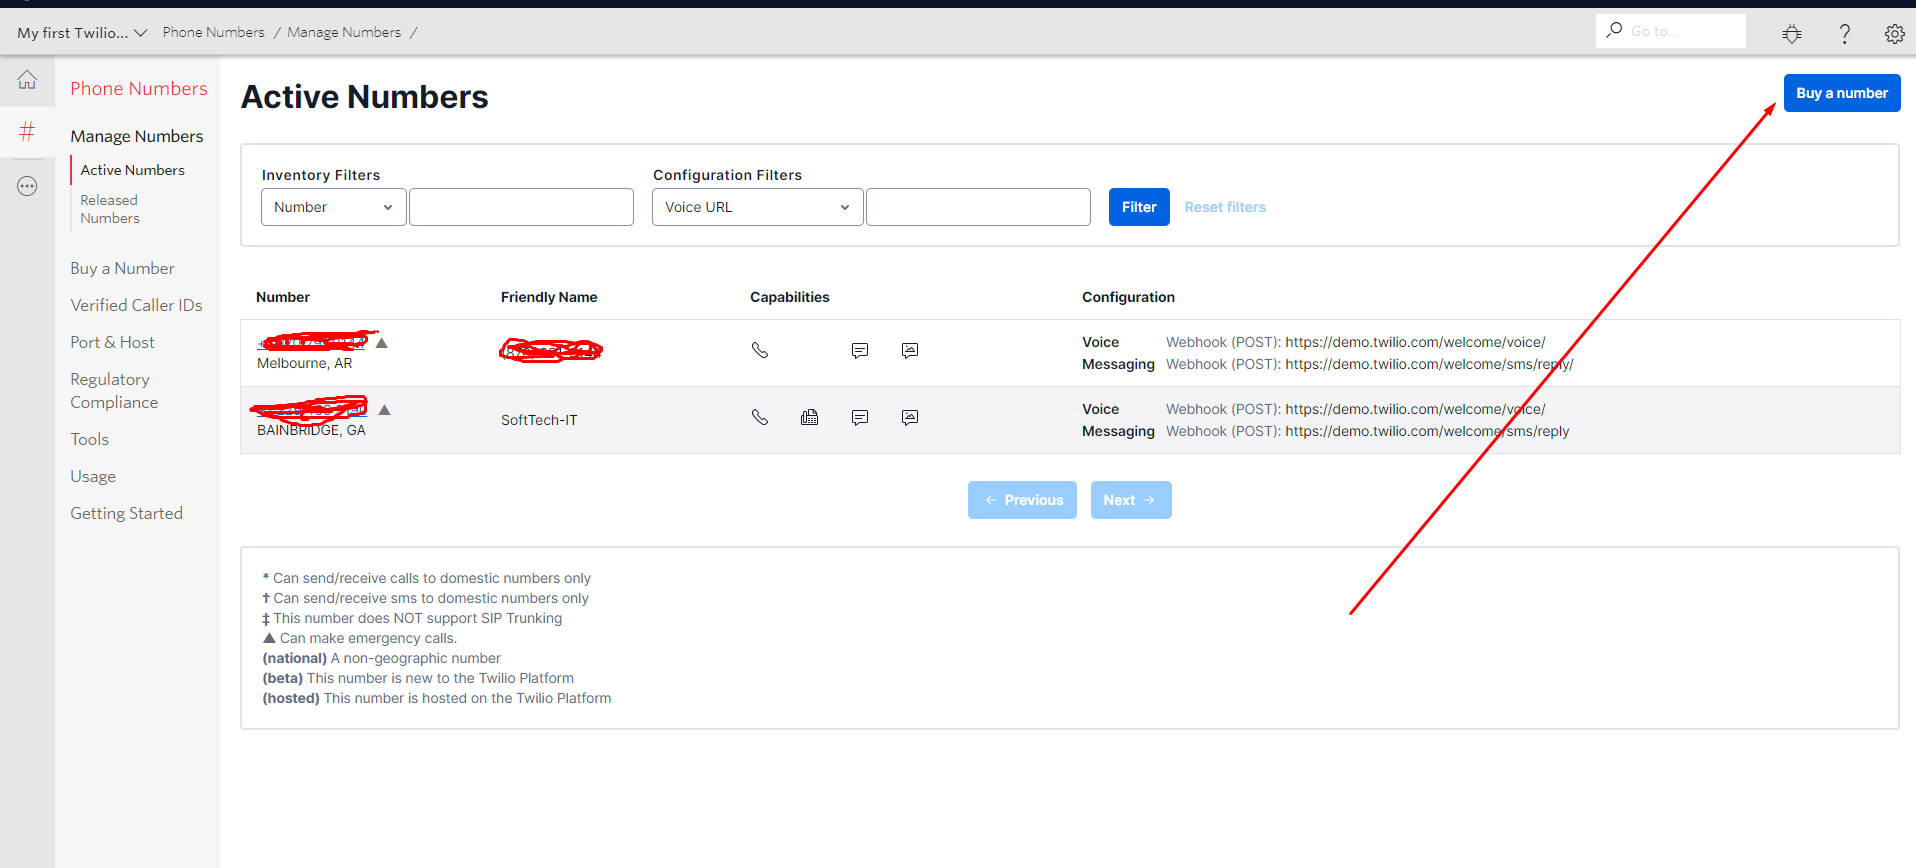 My first Twilio... Phone Numbers / Manage Numbers /
Go to...
Phone Numbers
Manage Numbers
Active Numbers
Released
Numbers
Buy a Number
Verified Caller IDs
Port & Host
Regulatory
Compliance
Tools
Usage
Getting Started
Active Numbers
Buy a number
Inventory Filters Configuration Filters
Number Voice URL Filter Reset filters
Number Friendly Name Capabilities Configuration
▲
Melbourne, AR
Voice Webhook (POST): https://demo.twilio.com/welcome/voice/
Messaging Webhook (POST): https://demo.twilio.com/welcome/sms/reply/
▲
BAINBRIDGE, GA
SoftTech-IT
Voice Webhook (POST): https://demo.twilio.com/welcome/voice/
Messaging Webhook (POST): https://demo.twilio.com/welcome/sms/reply
← Previous Next →
* Can send/receive calls to domestic numbers only
† Can send/receive sms to domestic numbers only
‡ This number does NOT support SIP Trunking
▲ Can make emergency calls.
(national) A non-geographic number
(beta) This number is new to the Twilio Platform
(hosted) This number is hosted on the Twilio Platform